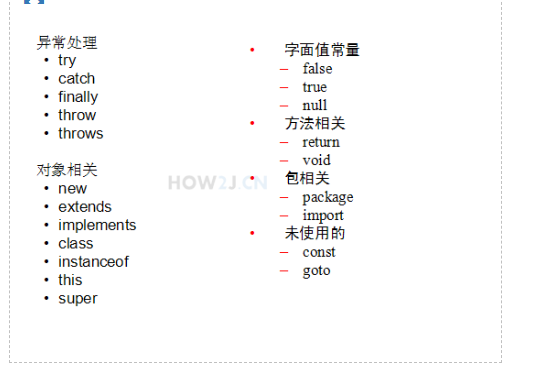 异常处理
• try
• catch
• finally
• throw
• throws
对象相关
• new
• extends
• implements
• class
• instanceof
• this
• super
• 字面值常量
– false
– true
– null
• 方法相关
– return
– void
• 包相关
– package
– import
• 未使用的
– const
– goto
HOW2J.CN